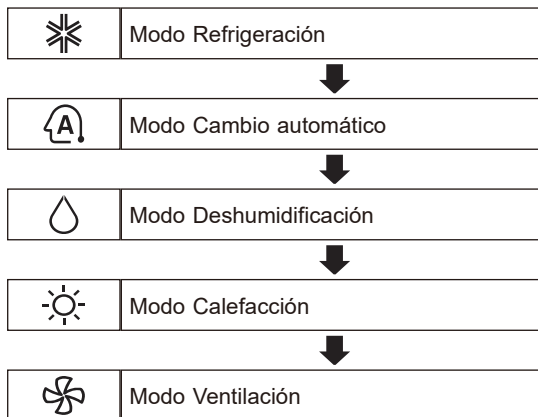 Modo Refrigeración
A
Modo Cambio automático
Modo Deshumidificación
Modo Calefacción
Modo Ventilación